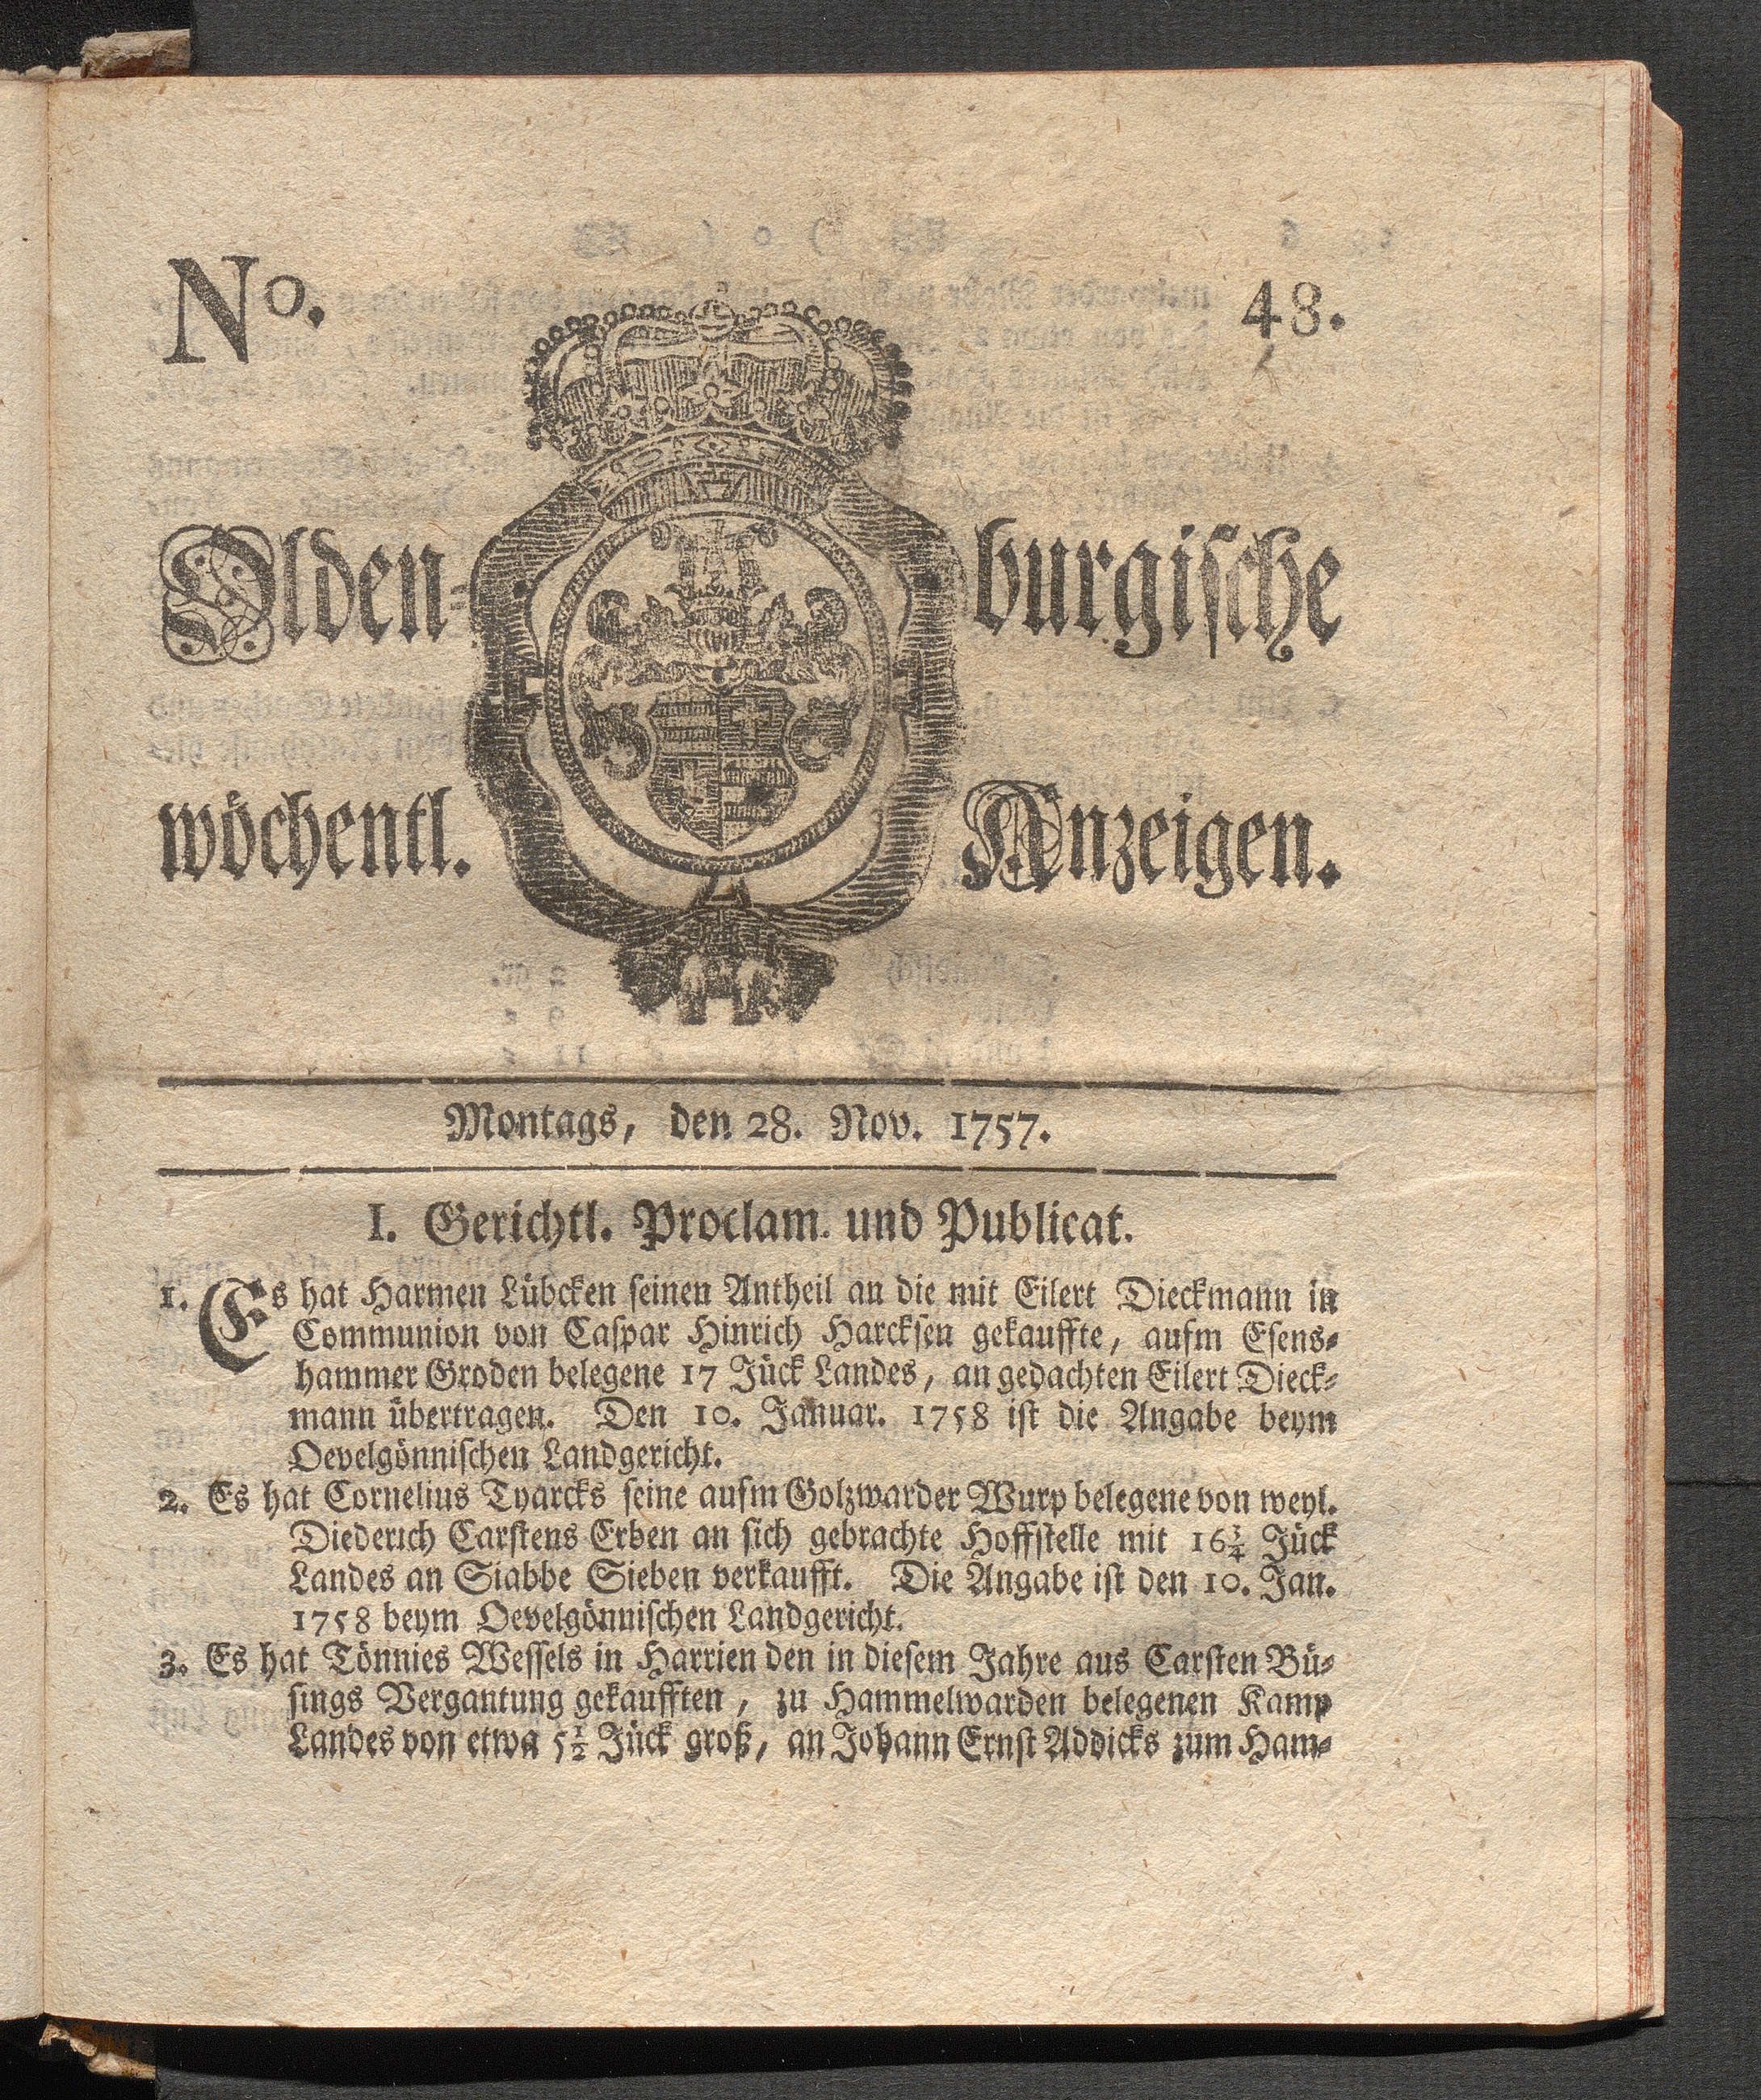 No. 48.
Olden-burgische
wöchentl. Anzeigen.
Montags, den 28. Nov. 1757.
I. Gerichtl. Proclam. und Publicat.
1. Es hat Harmen Lübcken seinen Antheil an die mit Eilert Dieckmann in
Communion von Caspar Hinrich Harcksen gekauffte, aufm Esens-
hammer Groden belegene 17 Jück Landes, an gedachten Eilert Dieck-
mann übertragen. Den 10. Januar. 1758 ist die Angabe beym
Oevelgönnischen Landgericht.
2. Es hat Cornelius Tyarcks seine aufm Golzwarder Wurp belegene von weyl.
Diederich Carstens Erben an sich gebrachte Hoffstelle mit 16¾ Jück
Landes an Siabbe Sieben verkaufft. Die Angabe ist den 10. Jan.
1758 beym Oevelgönnischen Landgericht.
3. Es hat Tönnies Wessels in Harrien den in diesem Jahre aus Carsten Bü-
sings Vergantung gekaufften, zu Hammelwarden belegenen Kamp
Landes von etwa 5½ Jück groß, an Johann Ernst Addicks zum Ham-